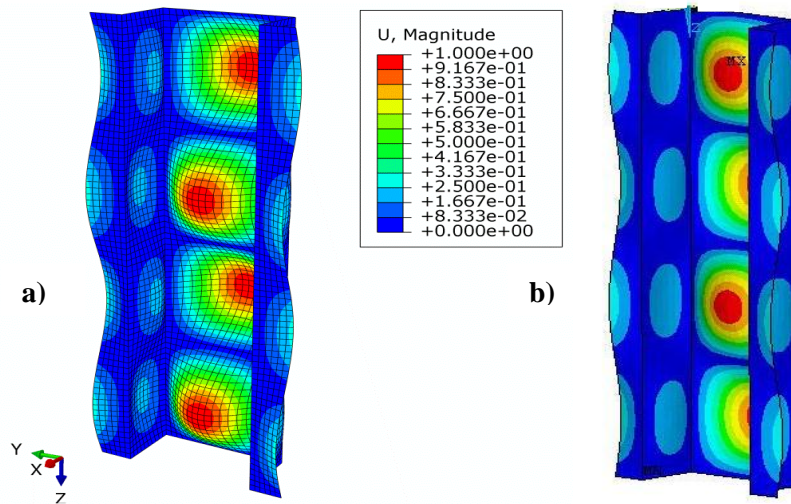 U, Magnitude
+1.000e+00
+9.167e-01
+8.333e-01
+7.500e-01
+6.667e-01
+5.833e-01
+5.000e-01
+4.167e-01
+3.333e-01
+2.500e-01
+1.667e-01
+8.333e-02
+0.000e+00
Z
MX
a)
b)
Y
X
Z